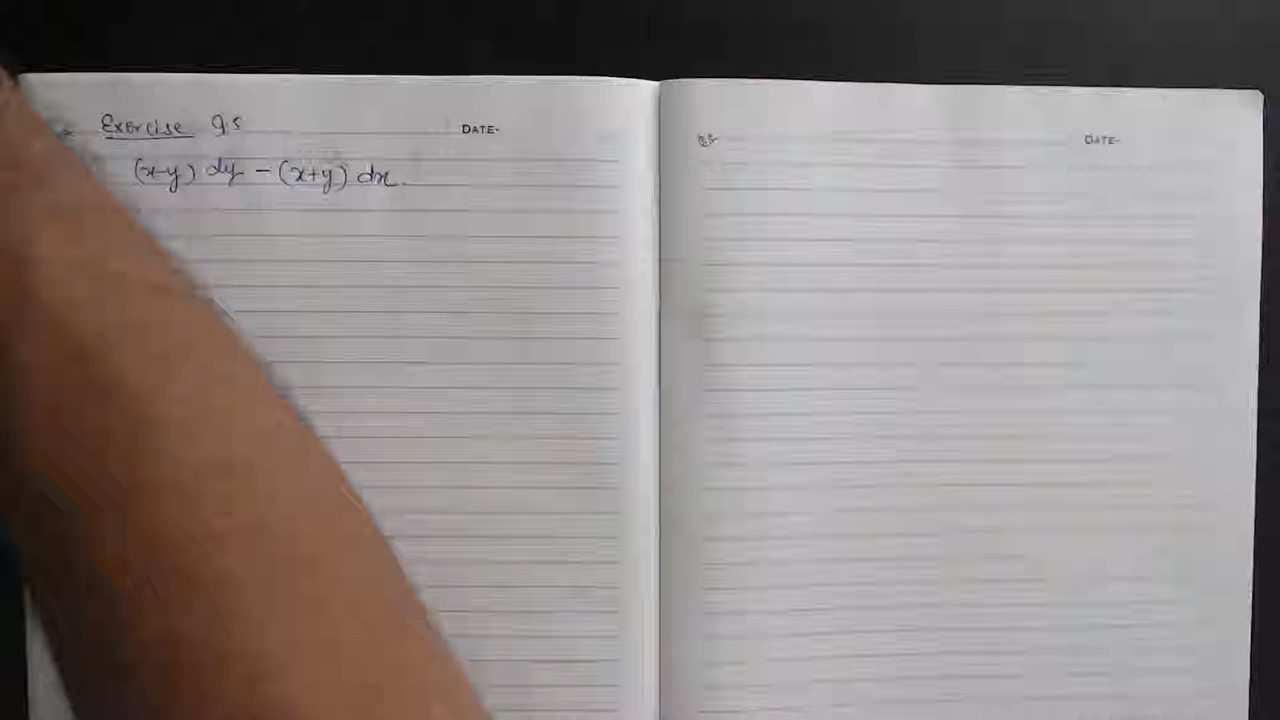 Exercise 9.5
DATE-
(x-y) dy - (x+y) dx.
DATE-